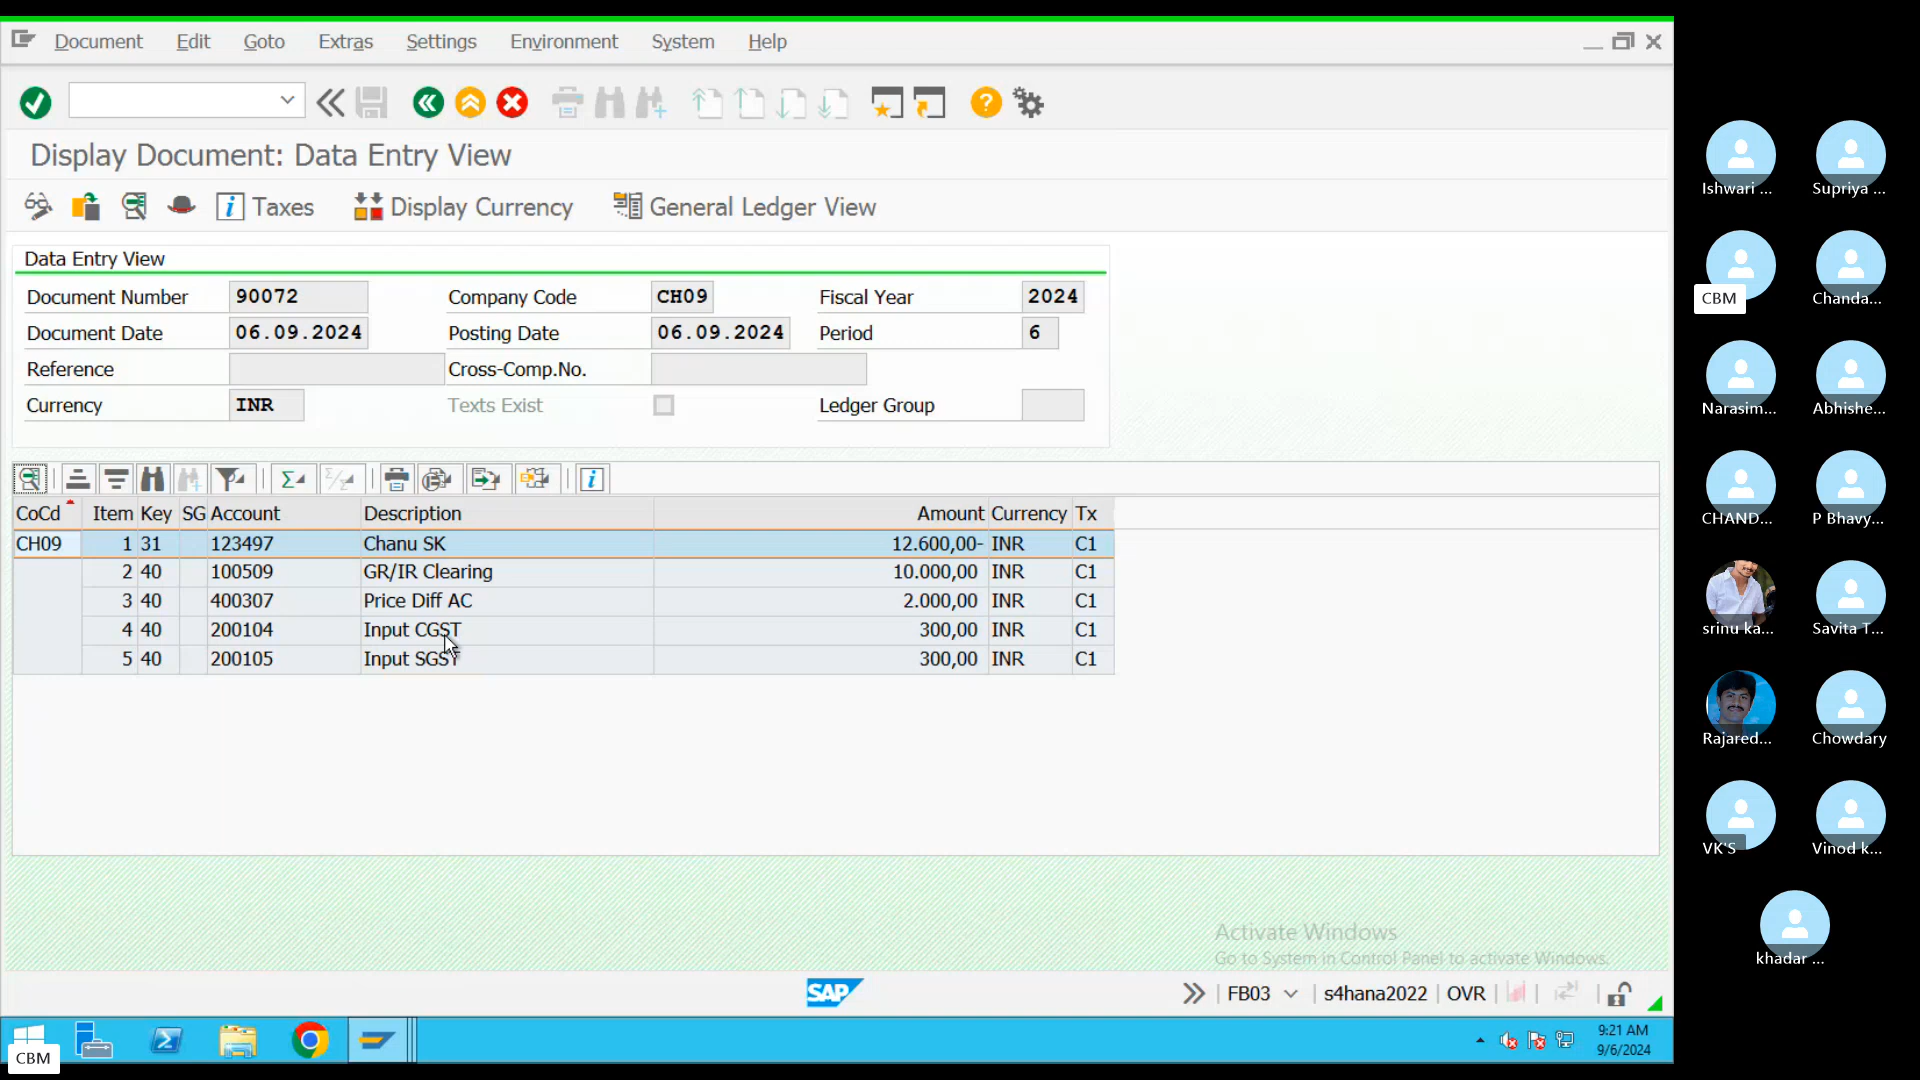 Document Edit Goto Extras Settings Environment System Help
Display Document: Data Entry View
Taxes Display Currency General Ledger View
Data Entry View
Document Number 90072 Company Code CH09 Fiscal Year 2024
Document Date 06.09.2024 Posting Date 06.09.2024 Period 6
Reference Cross-Comp.No.
Currency INR Texts Exist Ledger Group
CoCd Item Key SG Account Description Amount Currency Tx
CH09 1 31 123497 Chanu SK 12.600,00- INR C1
2 40 100509 GR/IR Clearing 10.000,00 INR C1
3 40 400307 Price Diff AC 2.000,00 INR C1
4 40 200104 Input CGST 300,00 INR C1
5 40 200105 Input SGST 300,00 INR C1
Activate Windows
Go to System in Control Panel to activate Windows.
SAP
FB03 s4hana2022 OVR
9:21 AM
9/6/2024
CBM
Ishwari ... Supriya ...
CBM Chanda...
Narasim... Abhishe...
CHAND... P Bhavy...
srinu ka... Savita T...
Rajared... Chowdary
VK'S Vinod k...
khadar ...